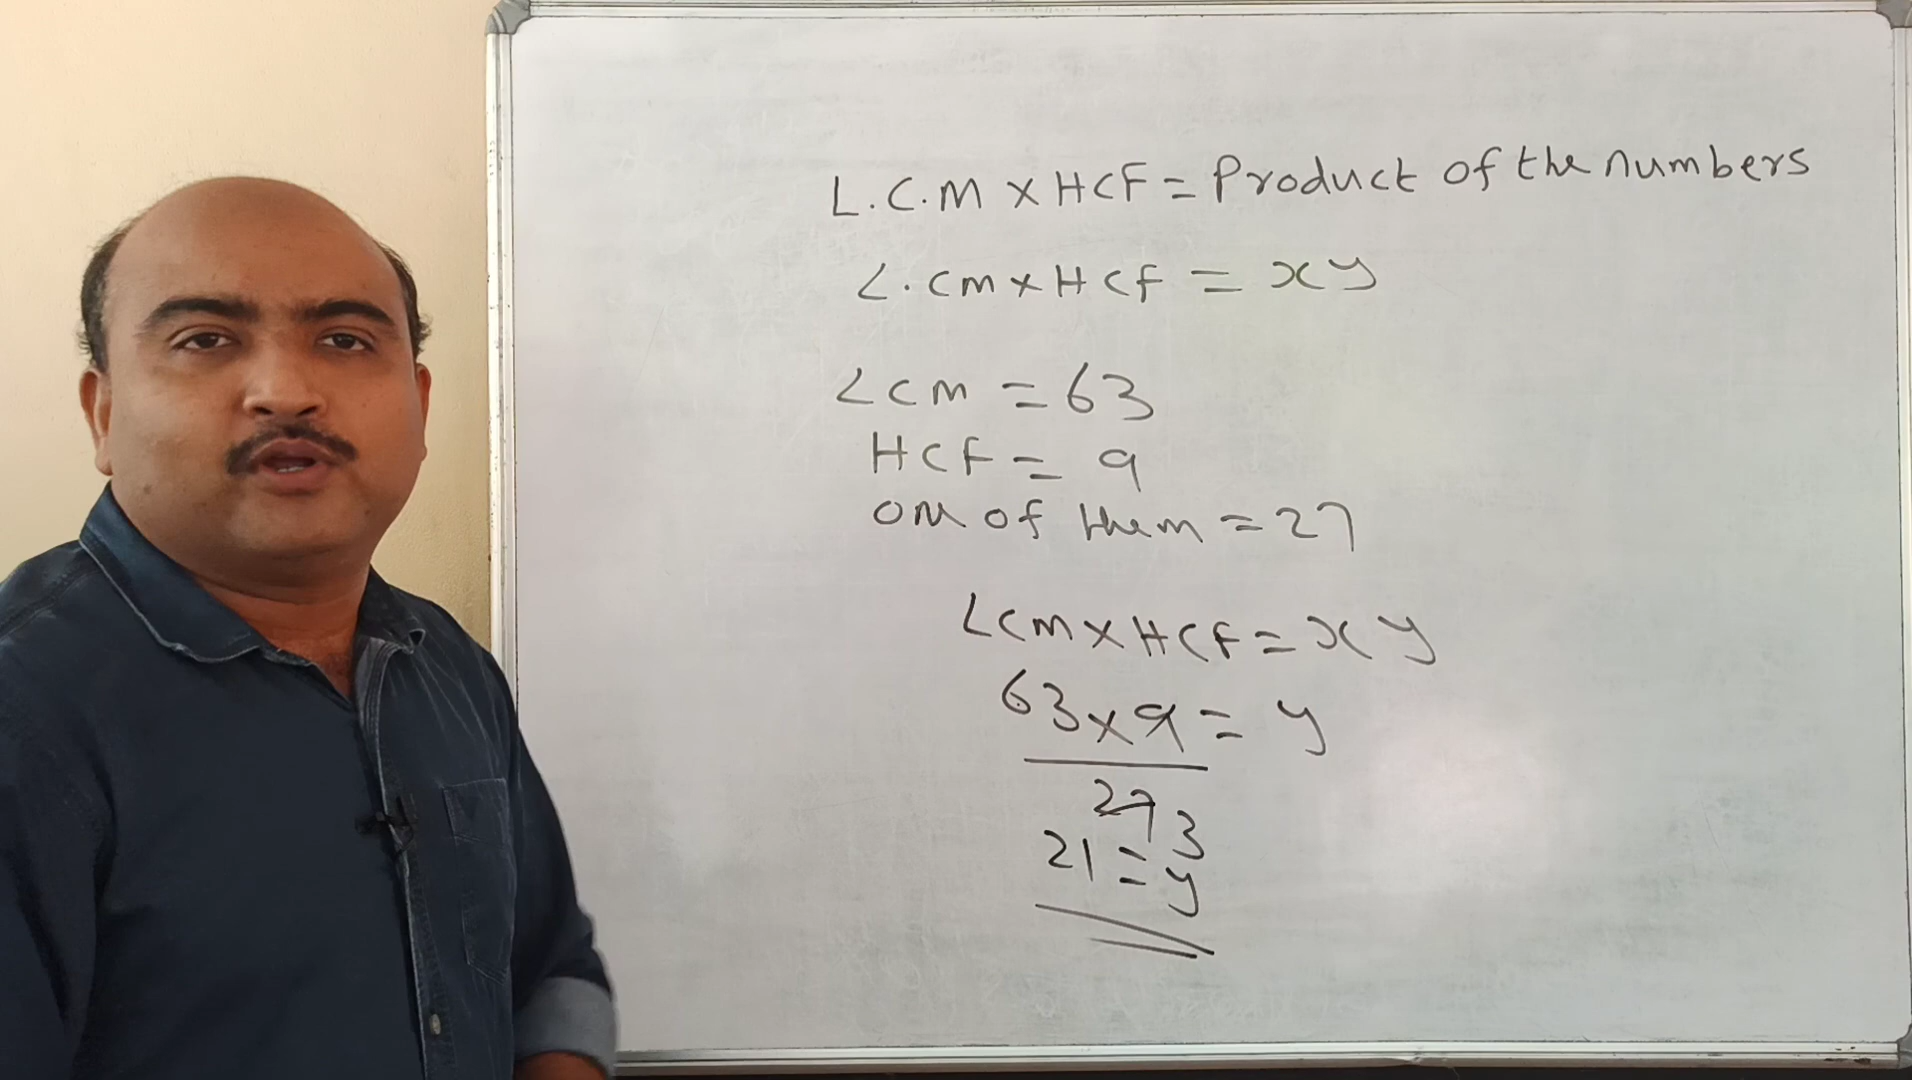 L.C.M × HCF = Product of the numbers
L.CM × HCF = xy
LCM = 63
HCF = 9
one of them = 27
LCM × HCF = xy
63 × 9 = y
27
3
21 = y